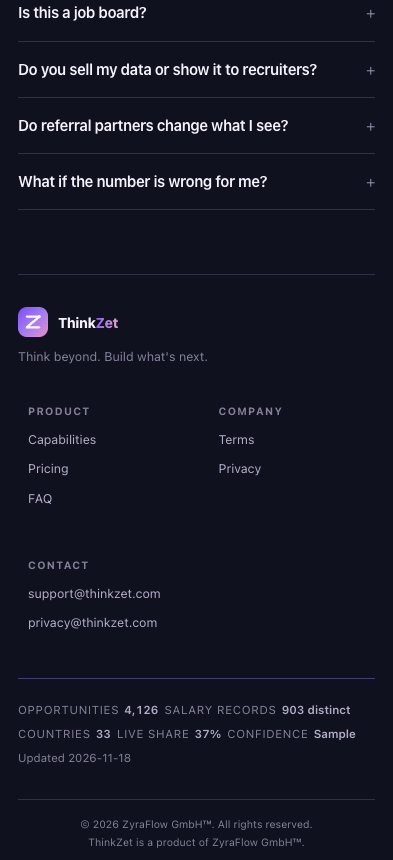 Is this a job board? +
Do you sell my data or show it to recruiters? +
Do referral partners change what I see? +
What if the number is wrong for me? +
Z ThinkZet
Think beyond. Build what's next.
PRODUCT
Capabilities
Pricing
FAQ
COMPANY
Terms
Privacy
CONTACT
support@thinkzet.com
privacy@thinkzet.com
OPPORTUNITIES 4,126 SALARY RECORDS 903 distinct
COUNTRIES 33 LIVE SHARE 37% CONFIDENCE Sample
Updated 2026-11-18
© 2026 ZyraFlow GmbH™. All rights reserved.
ThinkZet is a product of ZyraFlow GmbH™.